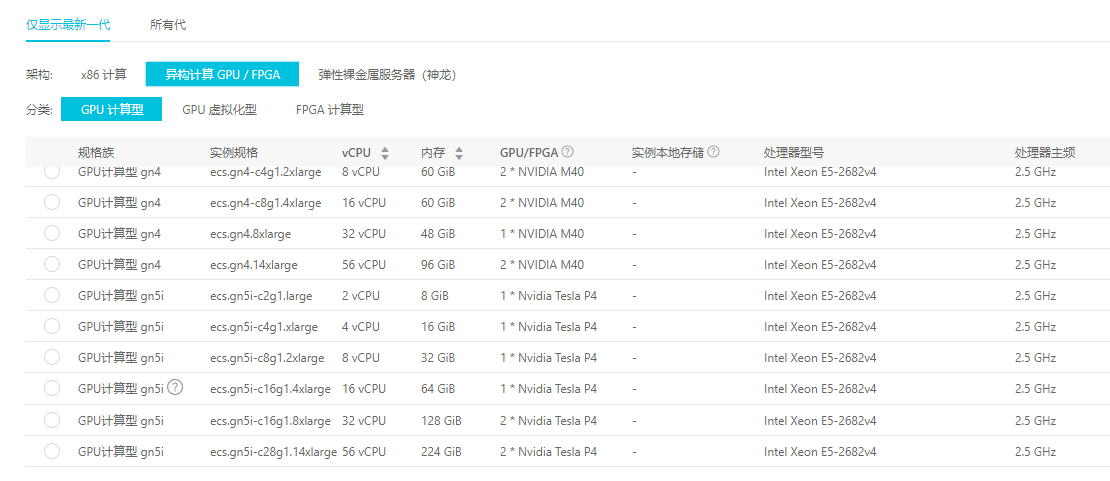 仅显示最新一代 所有代
架构: x86 计算 异构计算 GPU / FPGA 弹性裸金属服务器（神龙）
分类: GPU 计算型 GPU 虚拟化型 FPGA 计算型
规格族 实例规格 vCPU 内存 GPU/FPGA ? 实例本地存储 ? 处理器型号 处理器主频
GPU计算型 gn4 ecs.gn4-c4g1.2xlarge 8 vCPU 60 GiB 2 * NVIDIA M40 - Intel Xeon E5-2682v4 2.5 GHz
GPU计算型 gn4 ecs.gn4-c8g1.4xlarge 16 vCPU 60 GiB 2 * NVIDIA M40 - Intel Xeon E5-2682v4 2.5 GHz
GPU计算型 gn4 ecs.gn4.8xlarge 32 vCPU 48 GiB 1 * NVIDIA M40 - Intel Xeon E5-2682v4 2.5 GHz
GPU计算型 gn4 ecs.gn4.14xlarge 56 vCPU 96 GiB 2 * NVIDIA M40 - Intel Xeon E5-2682v4 2.5 GHz
GPU计算型 gn5i ecs.gn5i-c2g1.large 2 vCPU 8 GiB 1 * Nvidia Tesla P4 - Intel Xeon E5-2682v4 2.5 GHz
GPU计算型 gn5i ecs.gn5i-c4g1.xlarge 4 vCPU 16 GiB 1 * Nvidia Tesla P4 - Intel Xeon E5-2682v4 2.5 GHz
GPU计算型 gn5i ecs.gn5i-c8g1.2xlarge 8 vCPU 32 GiB 1 * Nvidia Tesla P4 - Intel Xeon E5-2682v4 2.5 GHz
GPU计算型 gn5i ? ecs.gn5i-c16g1.4xlarge 16 vCPU 64 GiB 1 * Nvidia Tesla P4 - Intel Xeon E5-2682v4 2.5 GHz
GPU计算型 gn5i ecs.gn5i-c16g1.8xlarge 32 vCPU 128 GiB 2 * Nvidia Tesla P4 - Intel Xeon E5-2682v4 2.5 GHz
GPU计算型 gn5i ecs.gn5i-c28g1.14xlarge 56 vCPU 224 GiB 2 * Nvidia Tesla P4 - Intel Xeon E5-2682v4 2.5 GHz